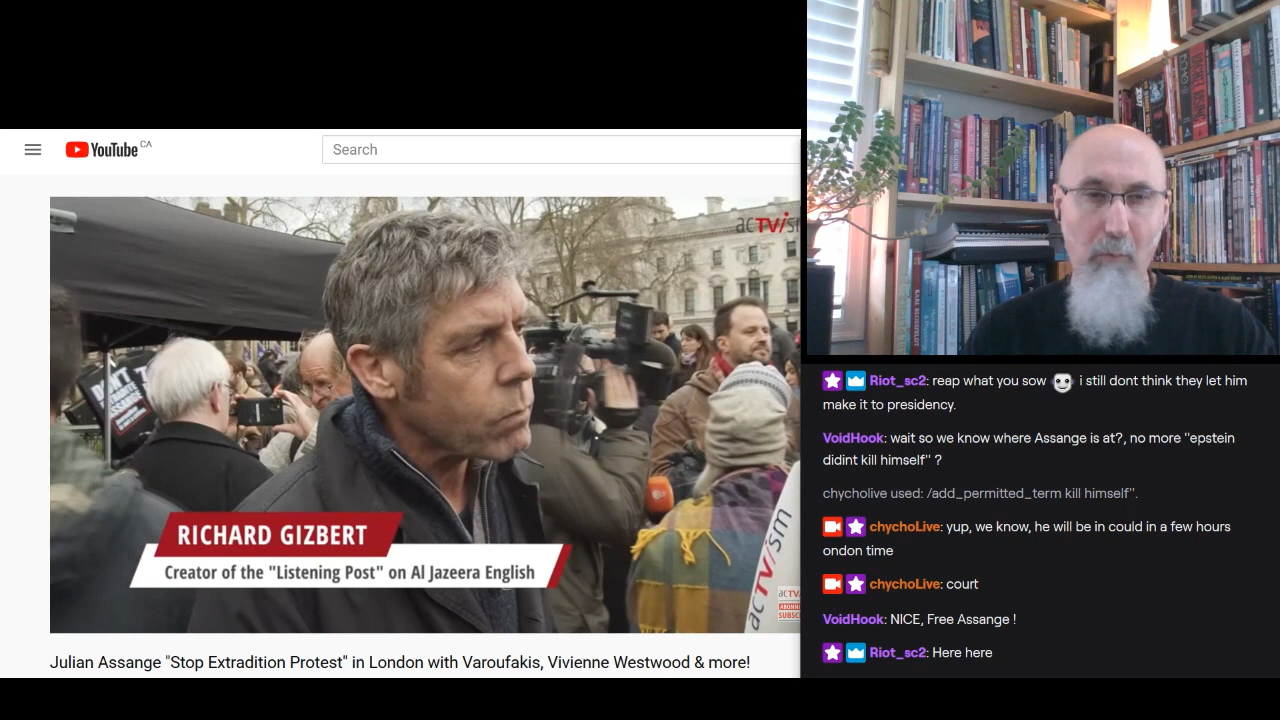 YouTube CA
Search
acTVism
RICHARD GIZBERT
Creator of the "Listening Post" on Al Jazeera English
acTVism
Julian Assange "Stop Extradition Protest" in London with Varoufakis, Vivienne Westwood & more!
Riot_sc2: reap what you sow i still dont think they let him
make it to presidency.
VoidHook: wait so we know where Assange is at?, no more "epstein
didint kill himself" ?
chycholive used: /add_permitted_term kill himself".
chychoLive: yup, we know, he will be in could in a few hours
ondon time
chychoLive: court
VoidHook: NICE, Free Assange !
Riot_sc2: Here here